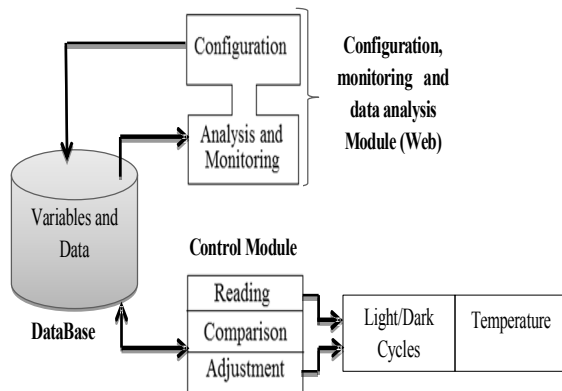 Configuration
Analysis and
Monitoring
Configuration,
monitoring and
data analysis
Module (Web)
Variables and
Data
DataBase
Control Module
Reading
Comparison
Adjustment
Light/Dark
Cycles
Temperature